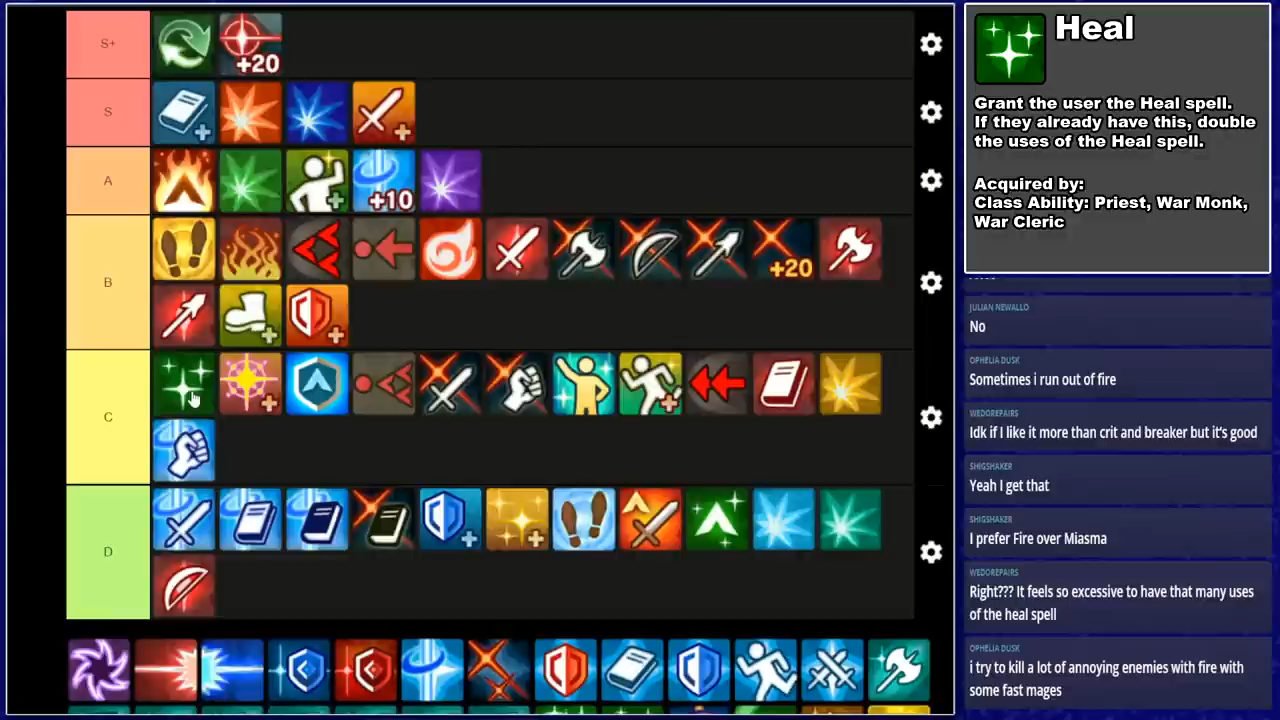 S+
+20
S
A
+10
B
+20
C
D
Heal
Grant the user the Heal spell.
If they already have this, double
the uses of the Heal spell.
Acquired by:
Class Ability: Priest, War Monk,
War Cleric
JULIAN NEWALLO
No
OPHELIA DUSK
Sometimes i run out of fire
WEDOREPAIRS
Idk if I like it more than crit and breaker but it's good
SHIGSHAKER
Yeah I get that
SHIGSHAKER
I prefer Fire over Miasma
WEDOREPAIRS
Right??? It feels so excessive to have that many uses
of the heal spell
OPHELIA DUSK
i try to kill a lot of annoying enemies with fire with
some fast mages